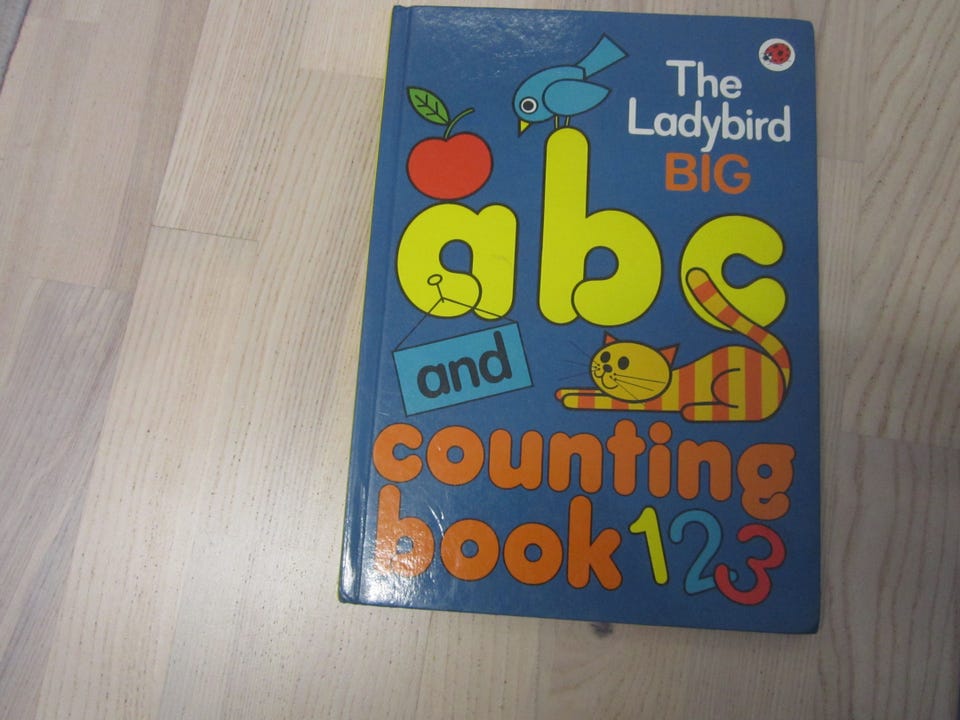 The
Ladybird
BIG
abc
and
counting
book 123